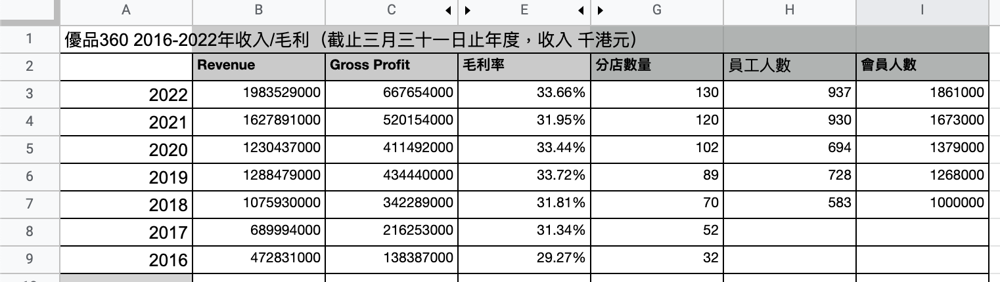 A B C E G H I
1 優品360 2016-2022年收入/毛利（截止三月三十一日止年度，收入 千港元）
2 Revenue Gross Profit 毛利率 分店數量 員工人數 會員人數
3 2022 1983529000 667654000 33.66% 130 937 1861000
4 2021 1627891000 520154000 31.95% 120 930 1673000
5 2020 1230437000 411492000 33.44% 102 694 1379000
6 2019 1288479000 434440000 33.72% 89 728 1268000
7 2018 1075930000 342289000 31.81% 70 583 1000000
8 2017 689994000 216253000 31.34% 52
9 2016 472831000 138387000 29.27% 32